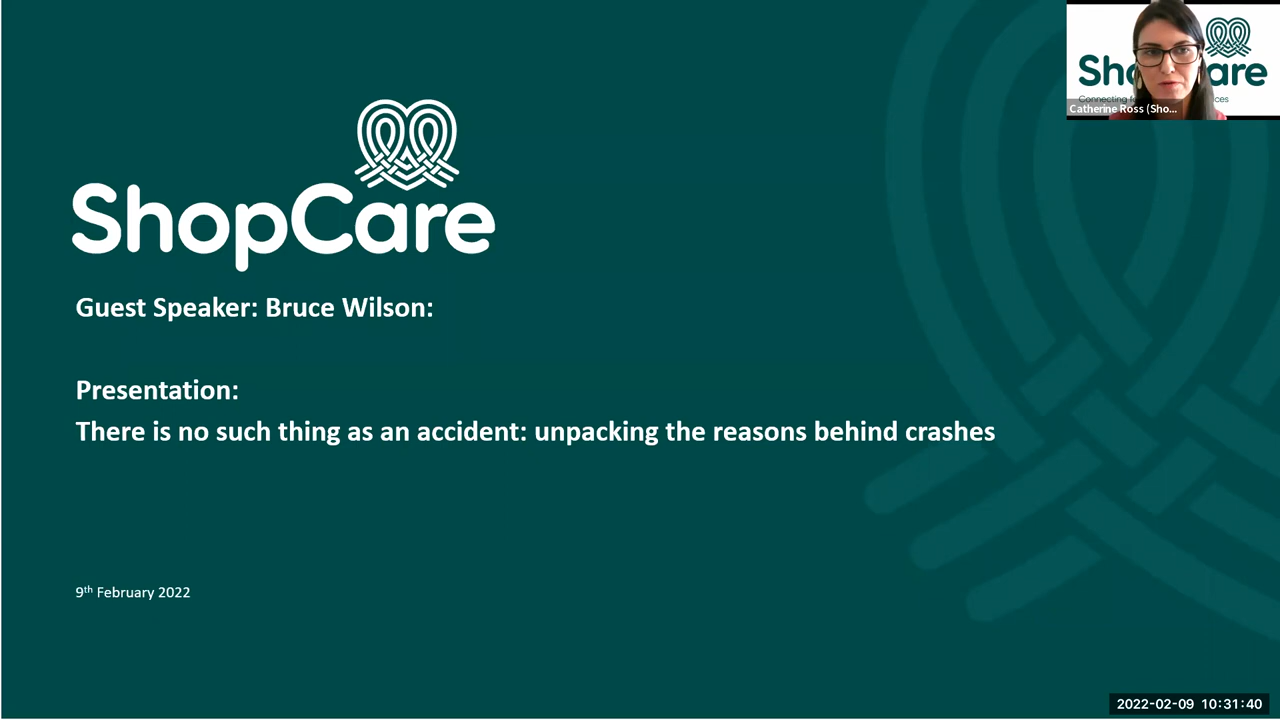 ShopCare
Guest Speaker: Bruce Wilson:
Presentation:
There is no such thing as an accident: unpacking the reasons behind crashes
9th February 2022
Catherine Ross (Sho...
2022-02-09 10:31:40